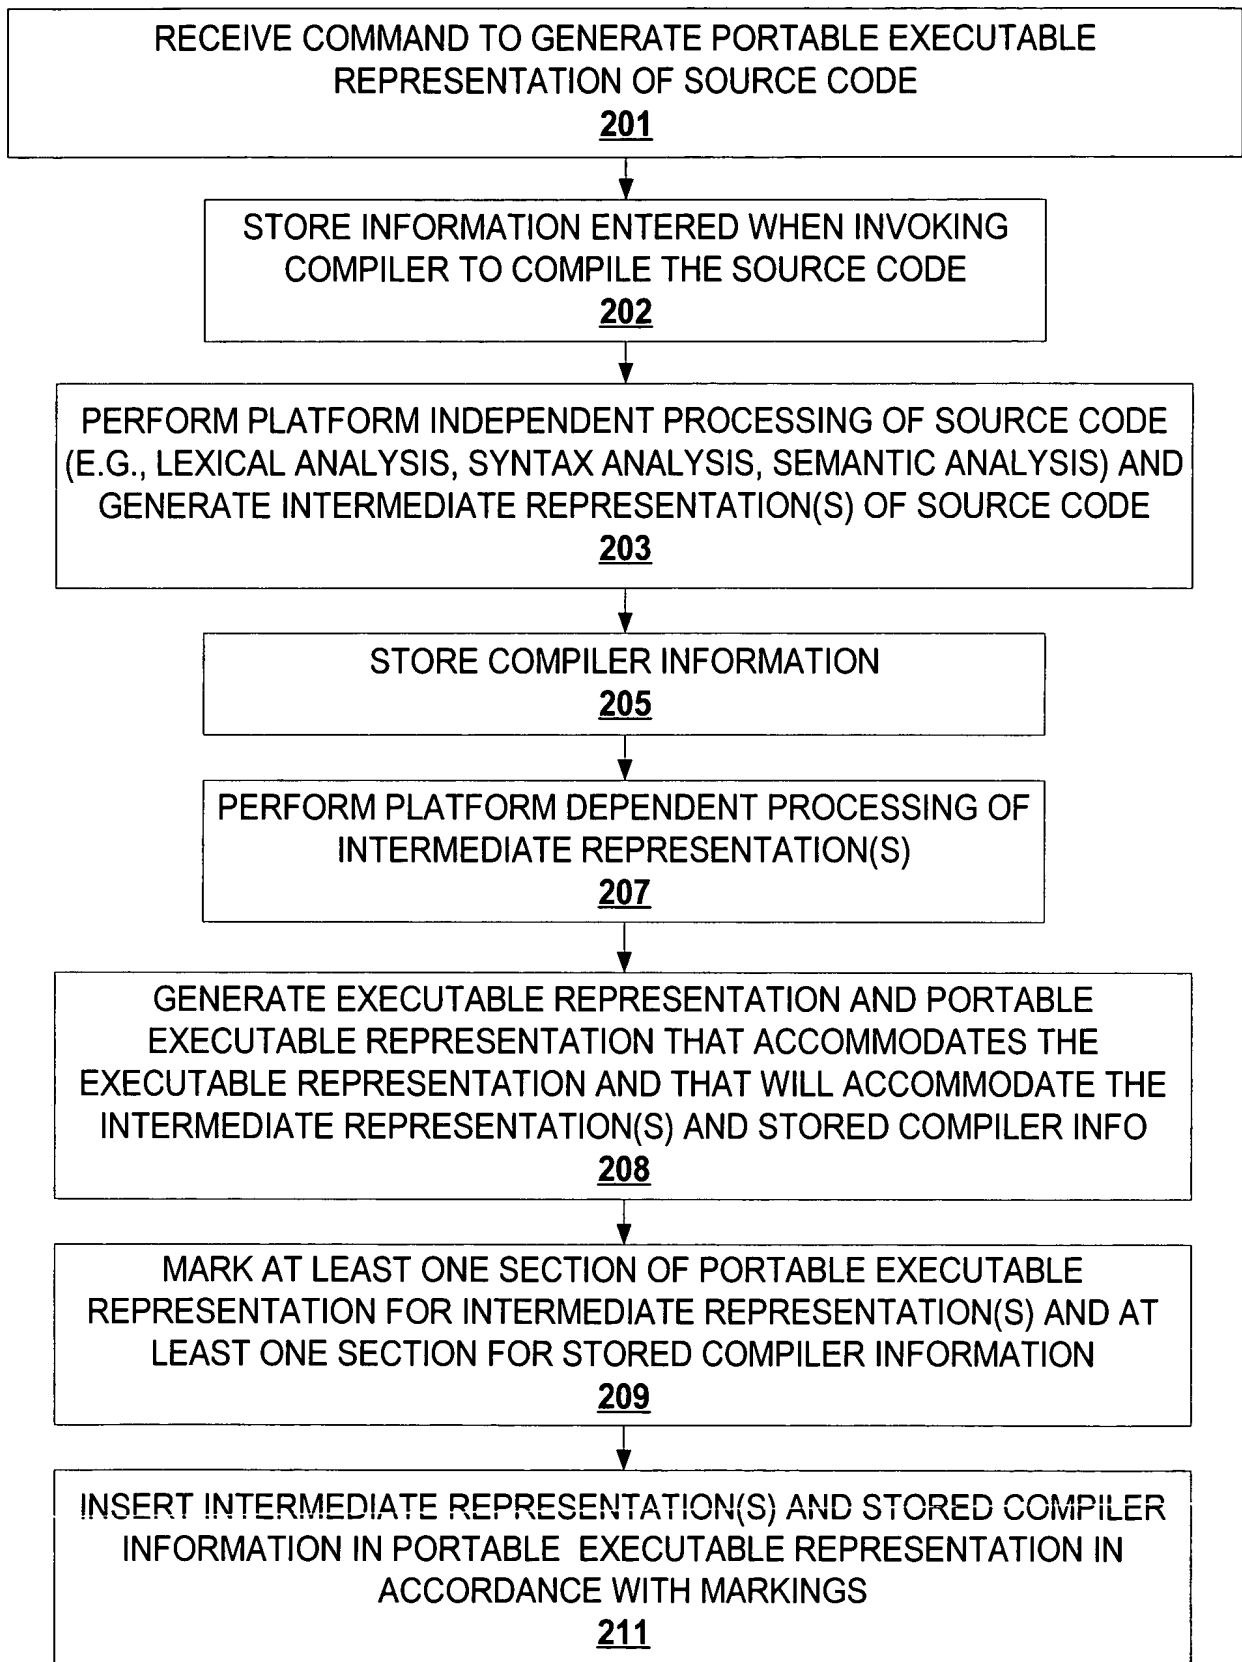 RECEIVE COMMAND TO GENERATE PORTABLE EXECUTABLE
REPRESENTATION OF SOURCE CODE
201
STORE INFORMATION ENTERED WHEN INVOKING
COMPILER TO COMPILE THE SOURCE CODE
202
PERFORM PLATFORM INDEPENDENT PROCESSING OF SOURCE CODE
(E.G., LEXICAL ANALYSIS, SYNTAX ANALYSIS, SEMANTIC ANALYSIS) AND
GENERATE INTERMEDIATE REPRESENTATION(S) OF SOURCE CODE
203
STORE COMPILER INFORMATION
205
PERFORM PLATFORM DEPENDENT PROCESSING OF
INTERMEDIATE REPRESENTATION(S)
207
GENERATE EXECUTABLE REPRESENTATION AND PORTABLE
EXECUTABLE REPRESENTATION THAT ACCOMMODATES THE
EXECUTABLE REPRESENTATION AND THAT WILL ACCOMMODATE THE
INTERMEDIATE REPRESENTATION(S) AND STORED COMPILER INFO
208
MARK AT LEAST ONE SECTION OF PORTABLE EXECUTABLE
REPRESENTATION FOR INTERMEDIATE REPRESENTATION(S) AND AT
LEAST ONE SECTION FOR STORED COMPILER INFORMATION
209
INSERT INTERMEDIATE REPRESENTATION(S) AND STORED COMPILER
INFORMATION IN PORTABLE EXECUTABLE REPRESENTATION IN
ACCORDANCE WITH MARKINGS
211